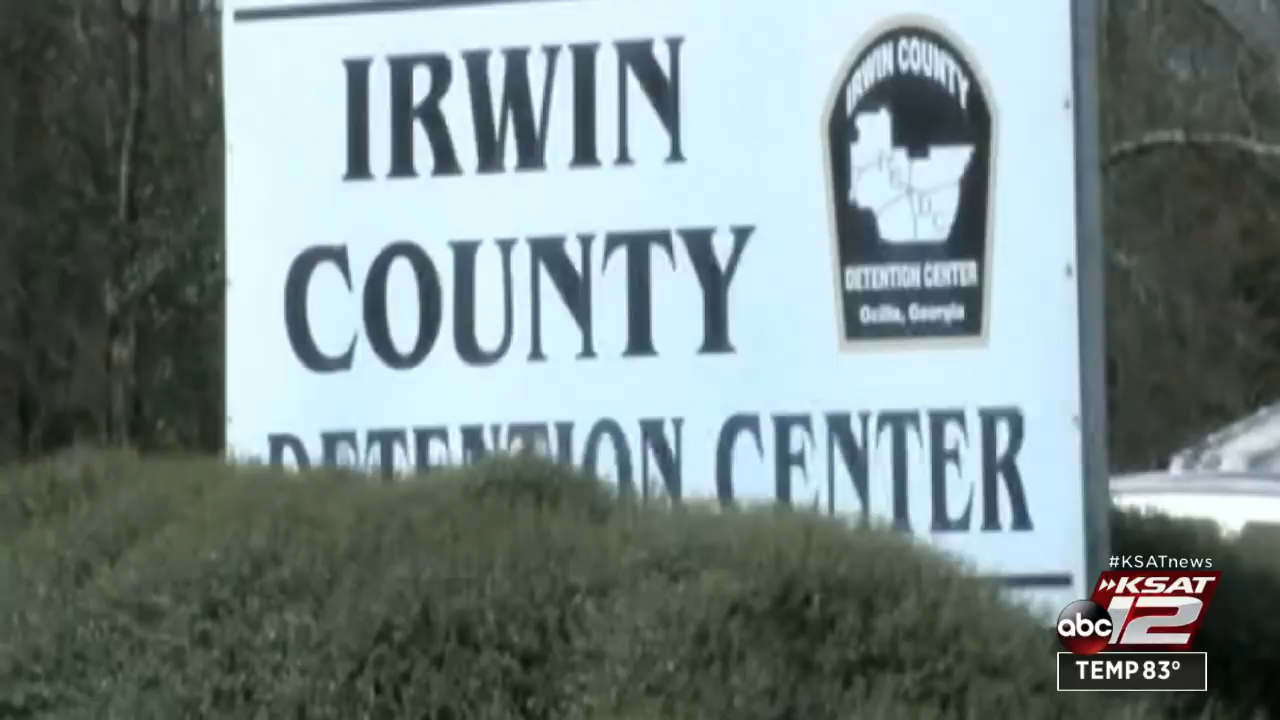 IRWIN
COUNTY
DETENTION CENTER
IRWIN COUNTY
I C
D C
DETENTION CENTER
Ocilla, Georgia
#KSATnews
KSAT
abc 12
TEMP 83°